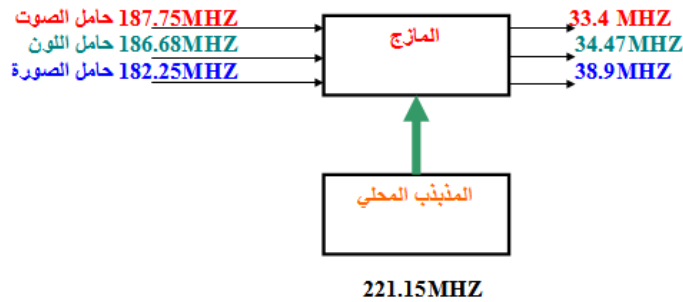 187.75MHZ حامل الصوت
186.68MHZ حامل اللون
182.25MHZ حامل الصورة
المازج
33.4 MHZ
34.47MHZ
38.9MHZ
المذبذب المحلي
221.15MHZ